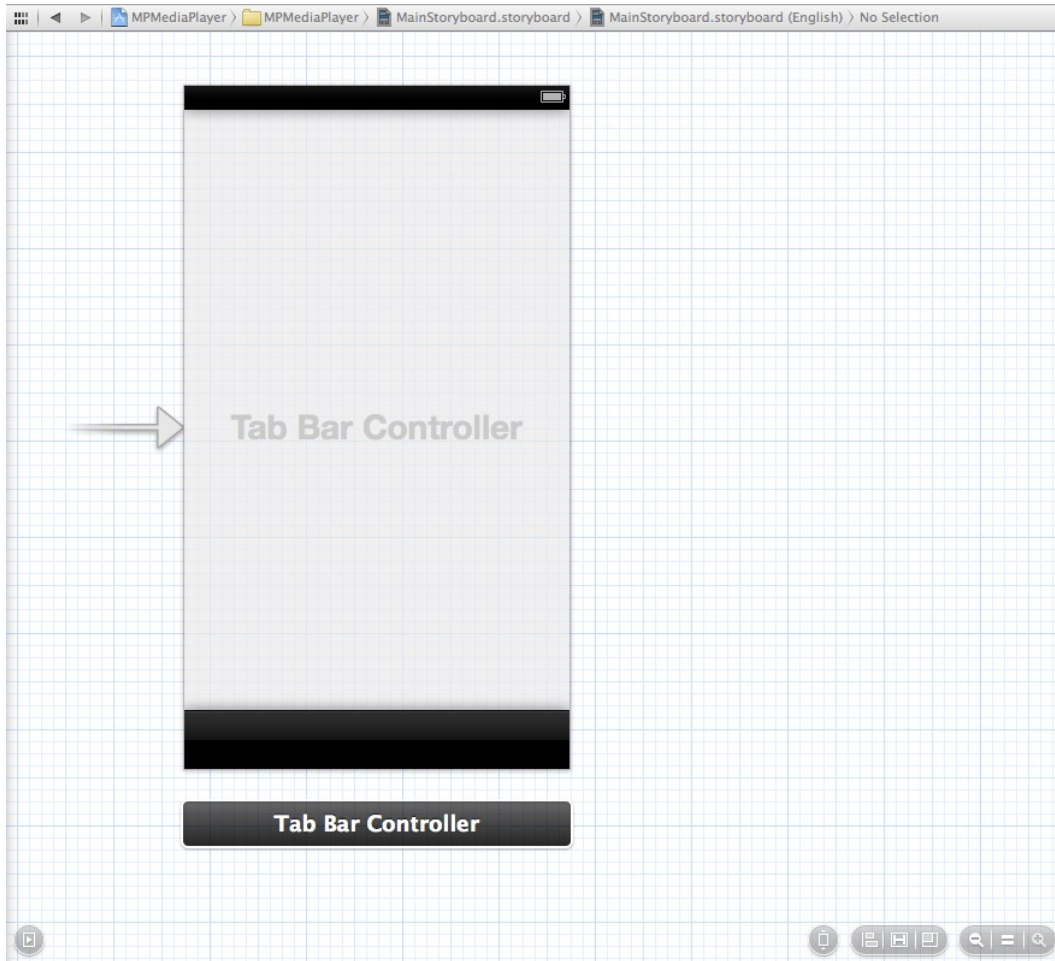 MPMediaPlayer 〉 MPMediaPlayer 〉 MainStoryboard.storyboard 〉 MainStoryboard.storyboard (English) 〉 No Selection
Tab Bar Controller
Tab Bar Controller